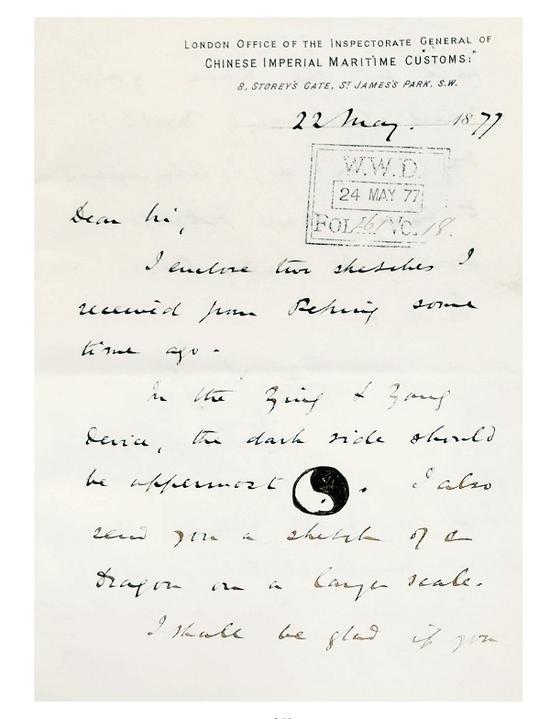 LONDON OFFICE OF THE INSPECTORATE GENERAL OF
CHINESE IMPERIAL MARITIME CUSTOMS:
8, STOREY'S GATE, ST JAMES'S PARK, S.W.
22 May. 1877
W.W.D.
24 MAY 77
FOL. 161 No. 18.
Dear Sir,
I enclose two sketches I
received from Peking some
time ago.
In the Ying & Yang
Device, the dark side should
be uppermost . I also
send you a sketch of a
Dragon on a larger scale.
I shall be glad if you